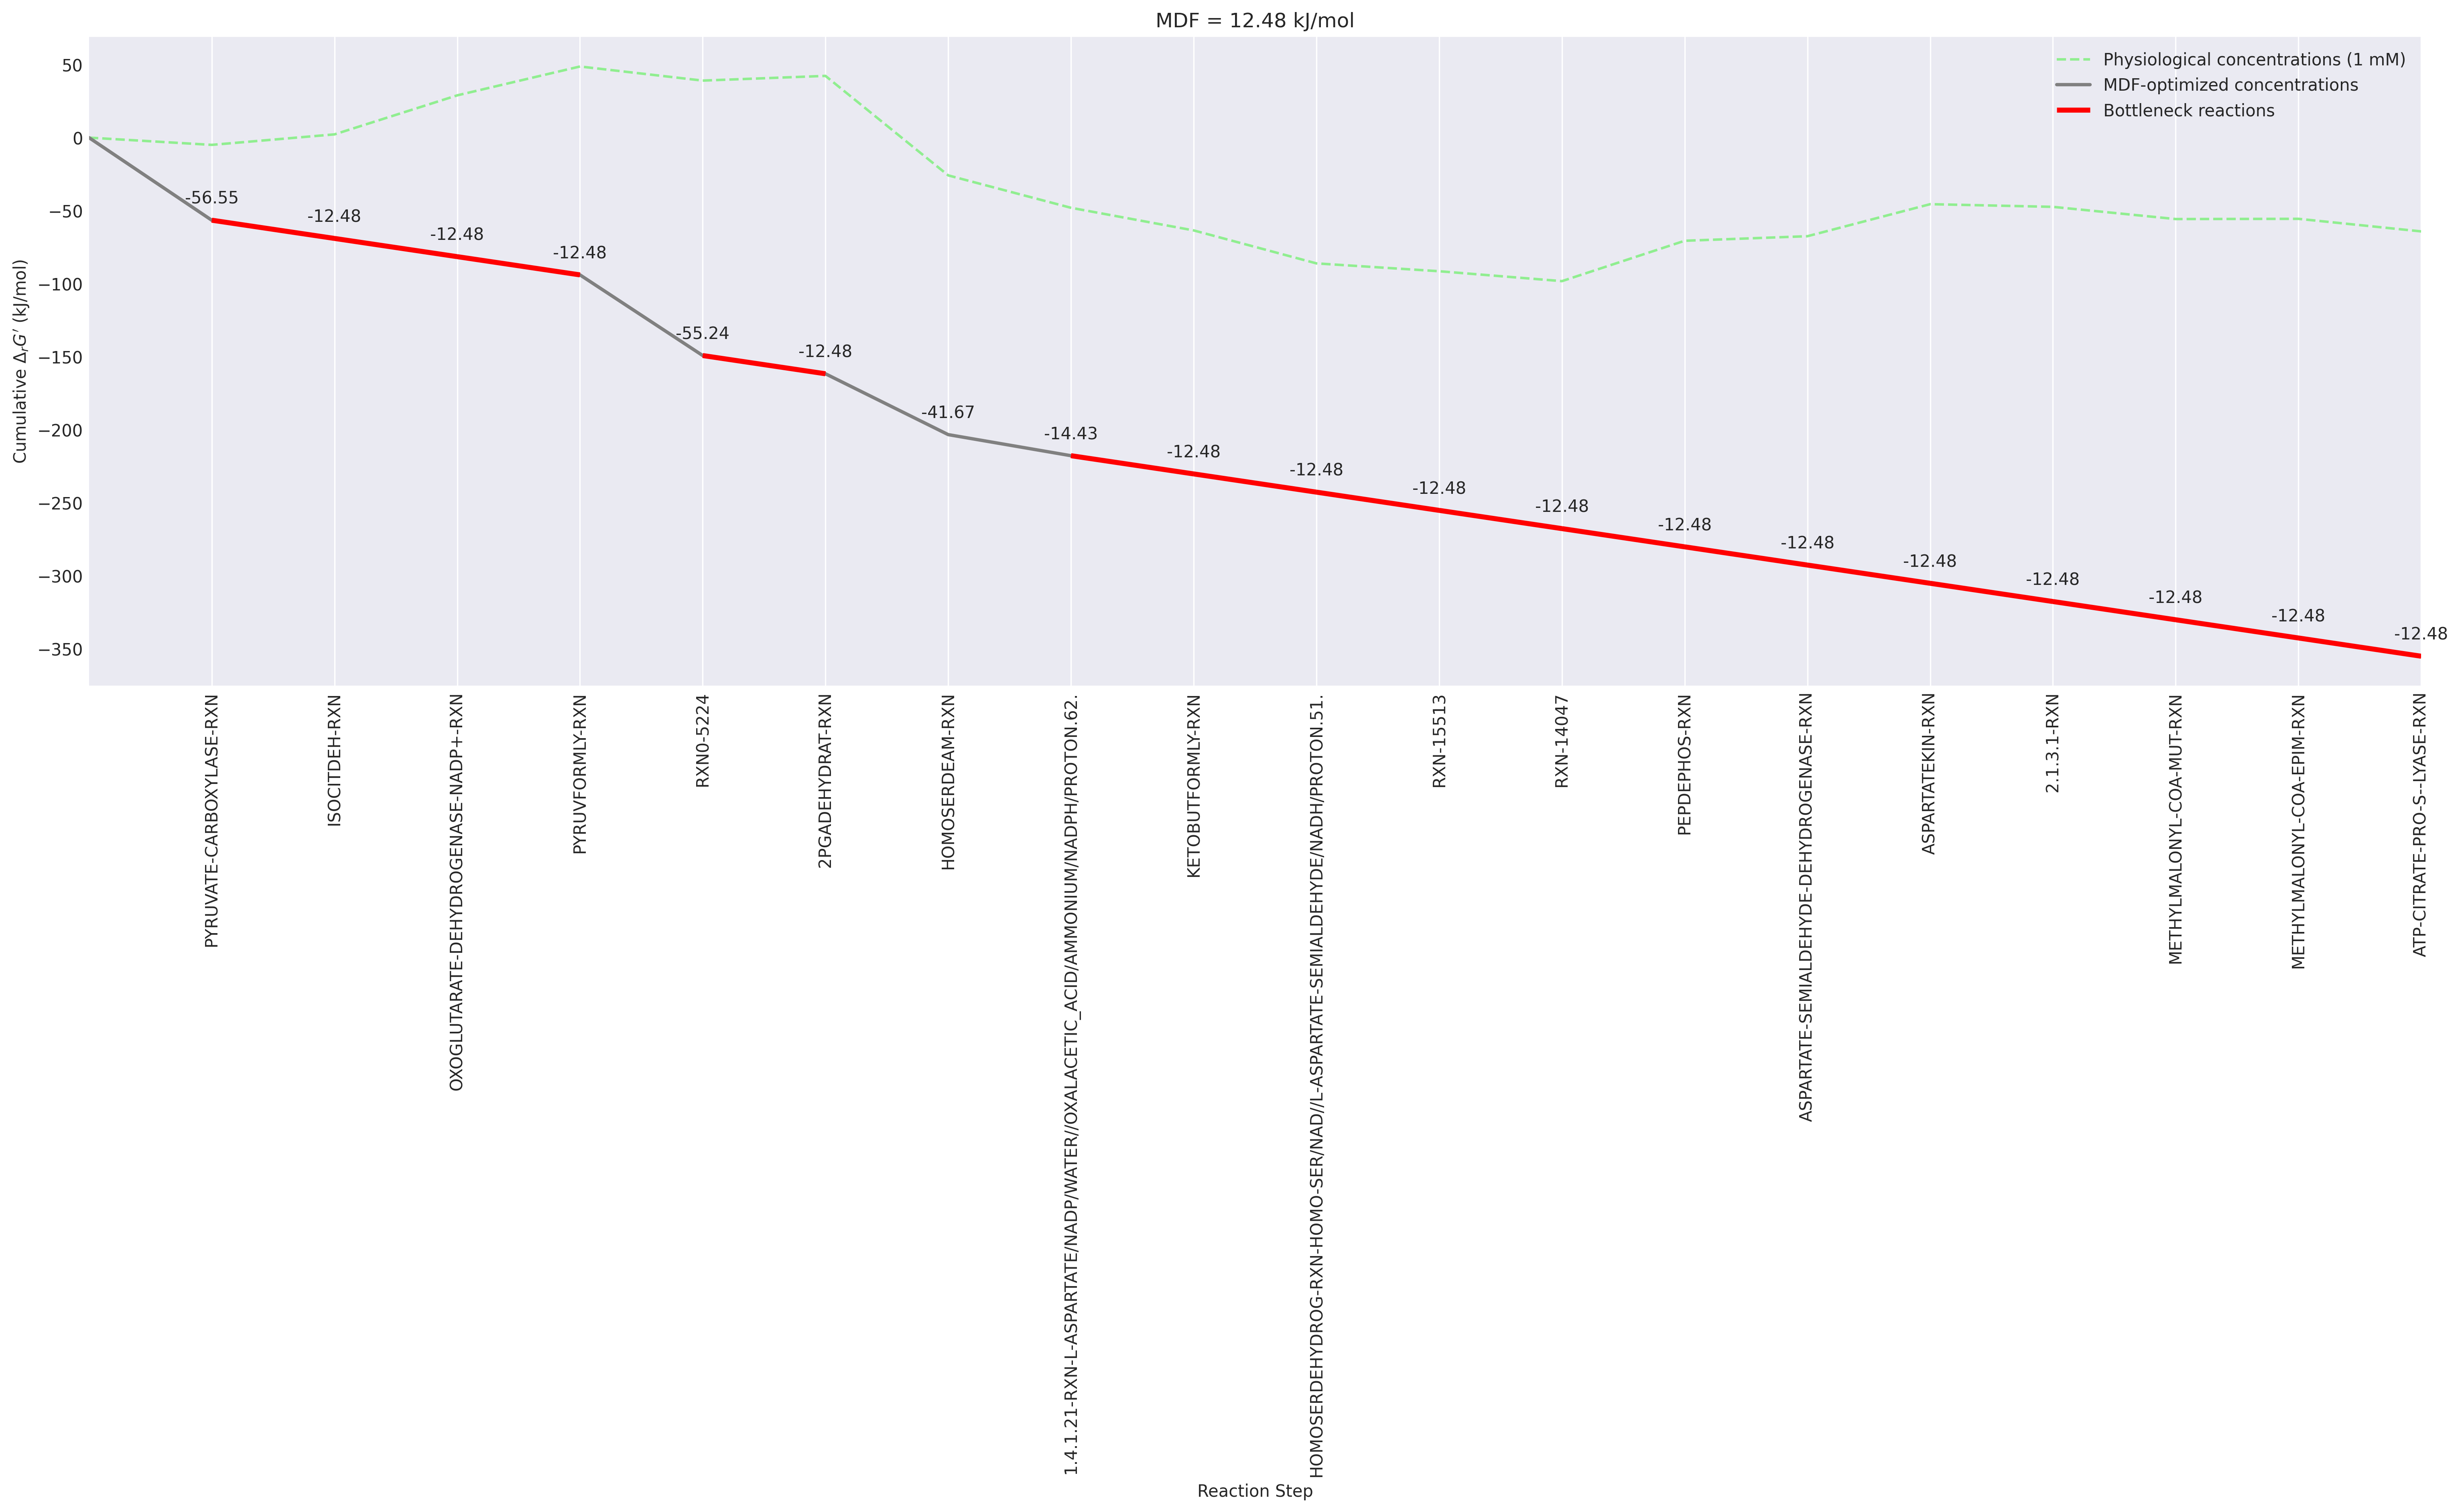 MDF = 12.48 kJ/mol
Physiological concentrations (1 mM)
MDF-optimized concentrations
Bottleneck reactions
Cumulative ΔrG′ (kJ/mol)
50
0
−50
−100
−150
−200
−250
−300
−350
-56.55
-12.48
-12.48
-12.48
-55.24
-12.48
-41.67
-14.43
-12.48
-12.48
-12.48
-12.48
-12.48
-12.48
-12.48
-12.48
-12.48
-12.48
-12.48
PYRUVATE-CARBOXYLASE-RXN
ISOCITDEH-RXN
OXOGLUTARATE-DEHYDROGENASE-NADP+-RXN
PYRUVFORMLY-RXN
RXN0-5224
2PGADEHYDRAT-RXN
HOMOSERDEAM-RXN
1.4.1.21-RXN-L-ASPARTATE/NADP/WATER//OXALACETIC_ACID/AMMONIUM/NADPH/PROTON.62.
KETOBUTFORMLY-RXN
HOMOSERDEHYDROG-RXN-HOMO-SER/NAD//L-ASPARTATE-SEMIALDEHYDE/NADH/PROTON.51.
RXN-15513
RXN-14047
PEPDEPHOS-RXN
ASPARTATE-SEMIALDEHYDE-DEHYDROGENASE-RXN
ASPARTATEKIN-RXN
2.1.3.1-RXN
METHYLMALONYL-COA-MUT-RXN
METHYLMALONYL-COA-EPIM-RXN
ATP-CITRATE-PRO-S--LYASE-RXN
Reaction Step